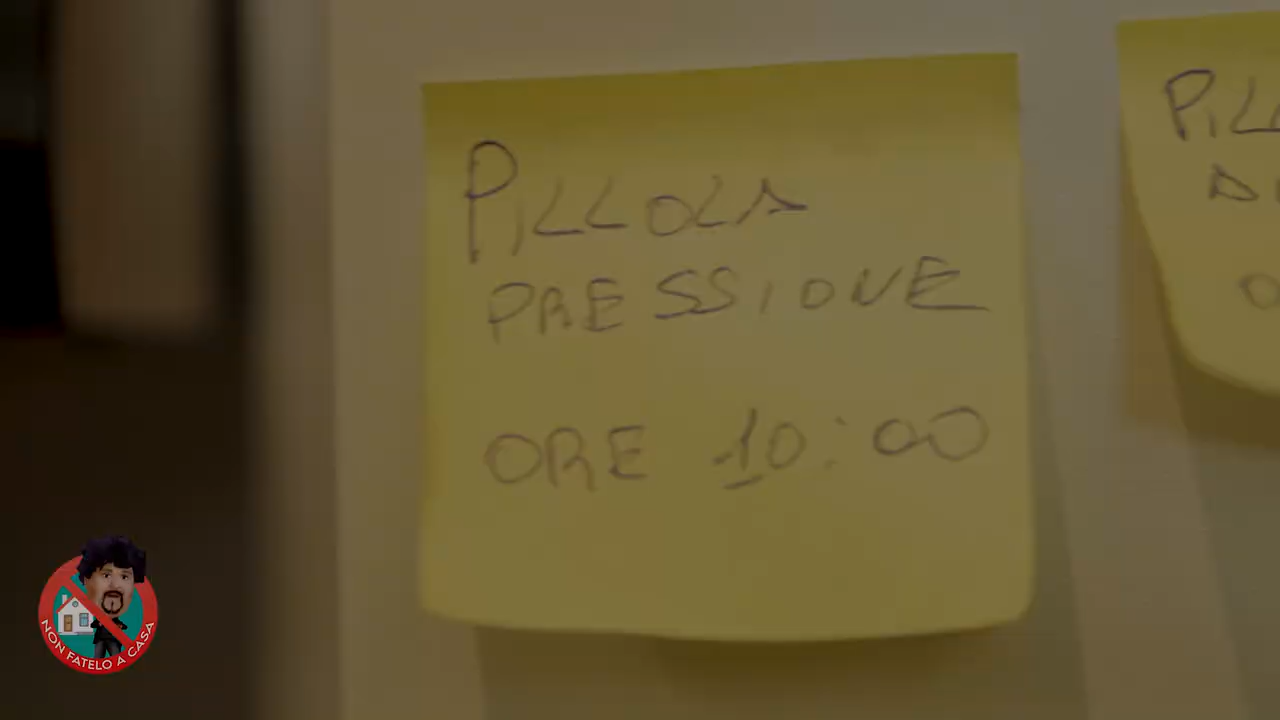 PILLOLA
PRESSIONE
ORE 10:00
NON FATELO A CASA